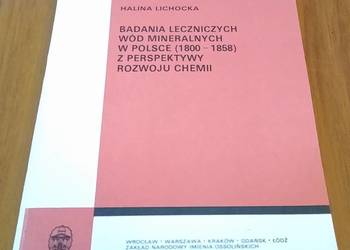 HALINA LICHOCKA
BADANIA LECZNICZYCH
WÓD MINERALNYCH
W POLSCE (1800 – 1858)
Z PERSPEKTYWY
ROZWOJU CHEMII
WROCŁAW · WARSZAWA · KRAKÓW · GDAŃSK · ŁÓDŹ
ZAKŁAD NARODOWY IMIENIA OSSOLIŃSKICH